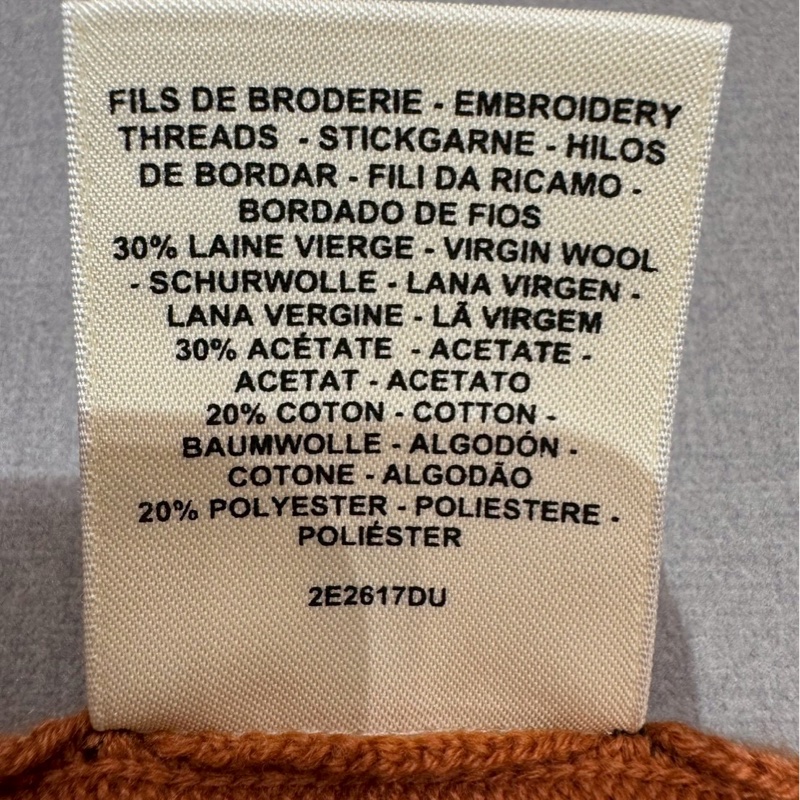 FILS DE BRODERIE - EMBROIDERY
THREADS - STICKGARNE - HILOS
DE BORDAR - FILI DA RICAMO -
BORDADO DE FIOS
30% LAINE VIERGE - VIRGIN WOOL
- SCHURWOLLE - LANA VIRGEN -
LANA VERGINE - LÃ VIRGEM
30% ACÉTATE - ACETATE -
ACETAT - ACETATO
20% COTON - COTTON -
BAUMWOLLE - ALGODÓN -
COTONE - ALGODÃO
20% POLYESTER - POLIESTERE -
POLIÉSTER
2E2617DU